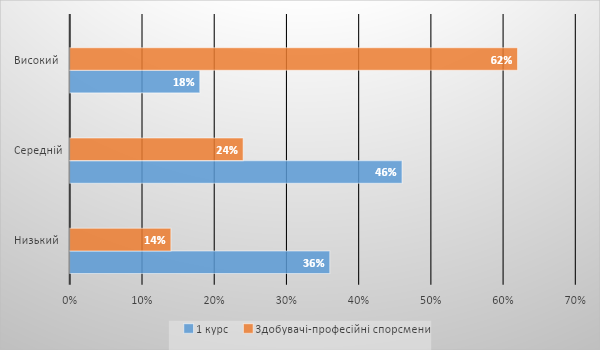 Високий
62%
18%
Середній
24%
46%
Низький
14%
36%
0% 10% 20% 30% 40% 50% 60% 70%
1 курс Здобувачі-професійні спорсмени